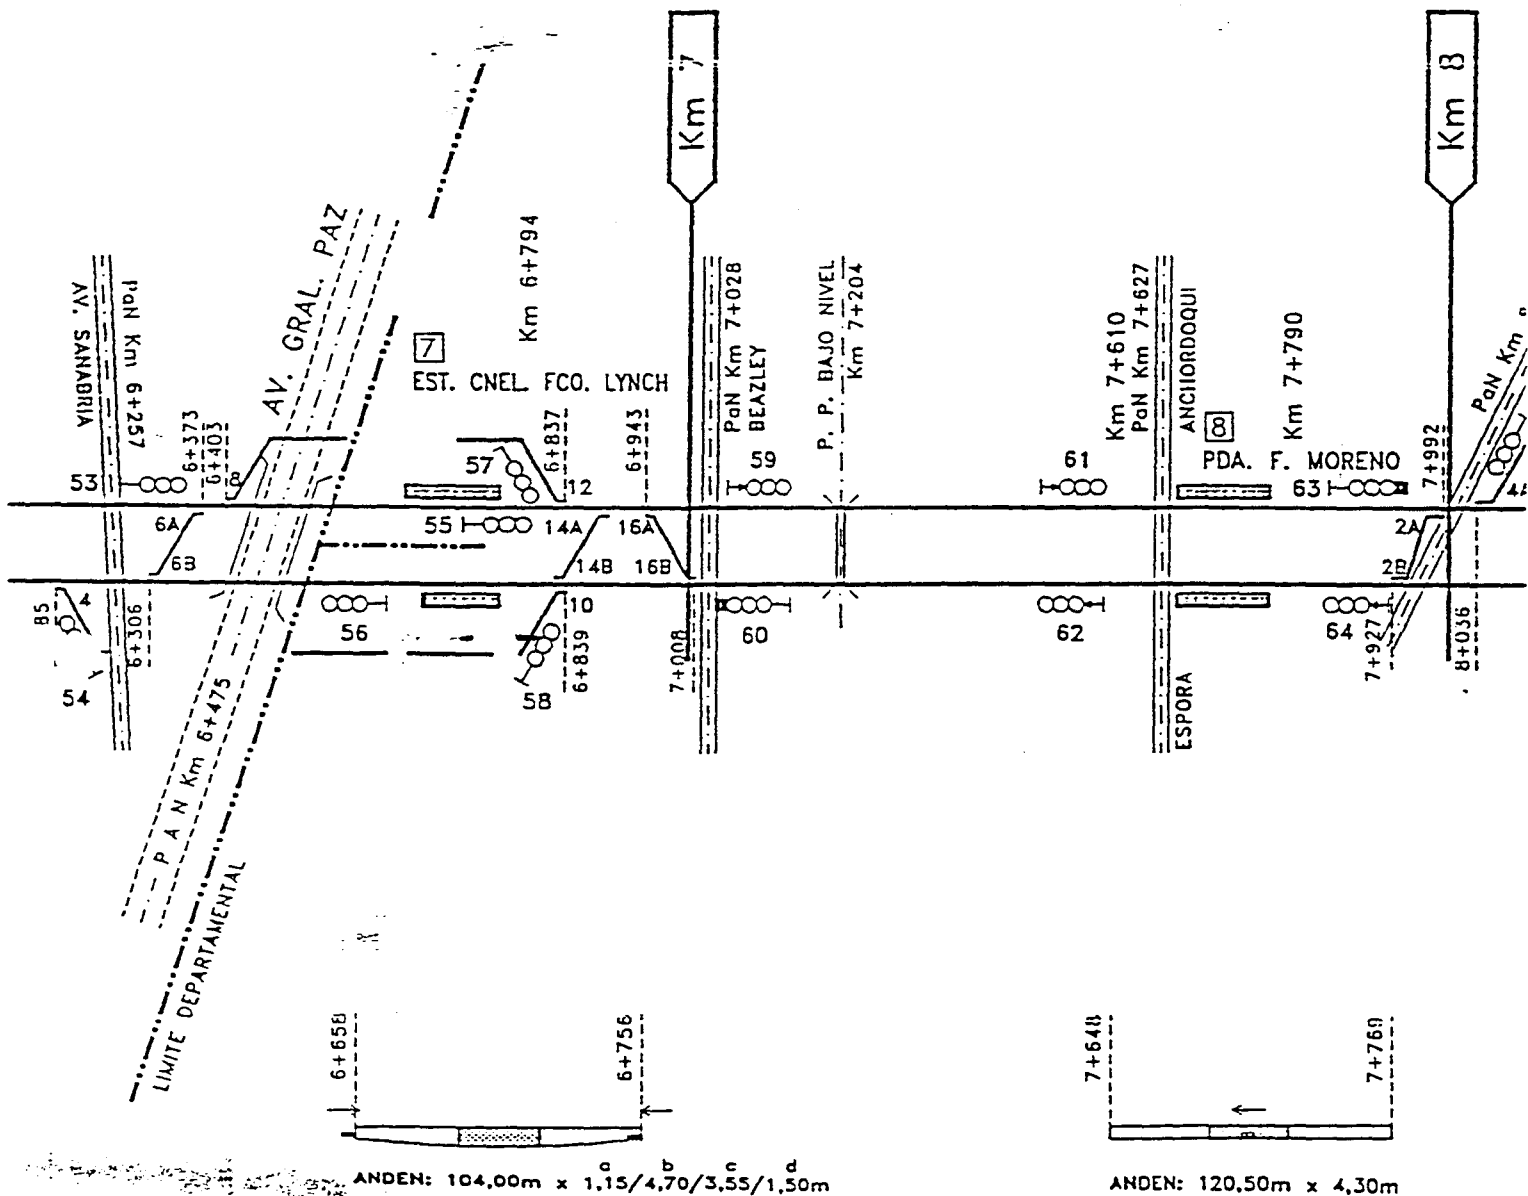 Km 7
Km 8
AV. SANABRIA
PaN Km 6+257
AV. GRAL. PAZ
Km 6+794
7
EST. CNEL. FCO. LYNCH
PaN Km 7+028
BEAZLEY
P. P. BAJO NIVEL
Km 7+204
Km 7+610
PaN Km 7+627
ANCHORDOQUI
8
Km 7+790
PDA. F. MORENO
PaN Km
6+373
6+403
6+837
6+943
7+992
53
8
57
12
59
61
63
4A
6A
55
14A
16A
2A
6B
14B
16B
2B
85
4
6+306
54
56
10
58
6+839
7+008
60
62
64
7+927
8+036
ESPORA
P A N Km 6+475
LIMITE DEPARTAMENTAL
6+658
6+756
7+648
7+769
a b c d
ANDEN: 104,00m x 1,15/4,70/3,55/1,50m
ANDEN: 120,50m x 4,30m